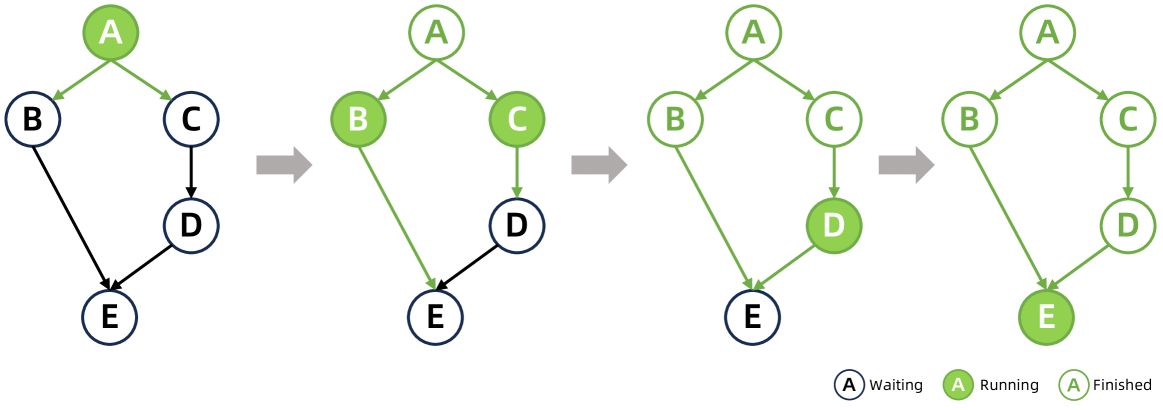 A A A A
B C B C B C B C
D D D D
E E E E
A Waiting A Running A Finished